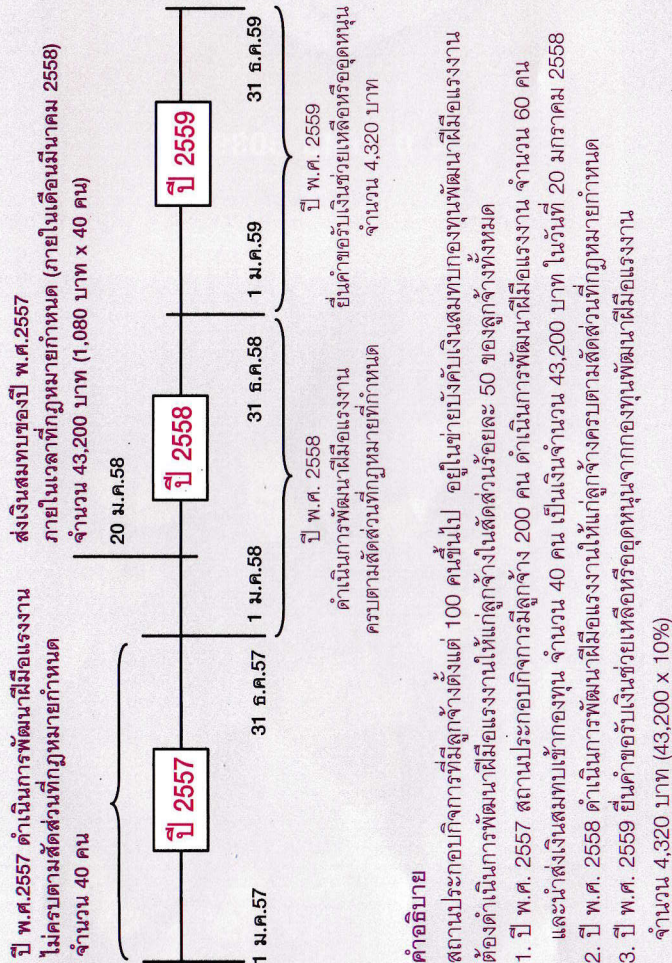 ปี พ.ศ.2557 ดำเนินการพัฒนาฝีมือแรงงาน
ไม่ครบตามสัดส่วนที่กฎหมายกำหนด
จำนวน 40 คน
ส่งเงินสมทบของปี พ.ศ.2557
ภายในเวลาที่กฎหมายกำหนด (ภายในเดือนมีนาคม 2558)
จำนวน 43,200 บาท (1,080 บาท x 40 คน)
20 ม.ค.58
ปี 2557
ปี 2558
ปี 2559
1 ม.ค.57
31 ธ.ค.57
1 ม.ค.58
31 ธ.ค.58
1 ม.ค.59
31 ธ.ค.59
ปี พ.ศ. 2558
ดำเนินการพัฒนาฝีมือแรงงาน
ครบตามสัดส่วนที่กฎหมายที่กำหนด
ปี พ.ศ. 2559
ยื่นคำขอรับเงินช่วยเหลือหรืออุดหนุน
จำนวน 4,320 บาท
คำอธิบาย
สถานประกอบกิจการที่มีลูกจ้างตั้งแต่ 100 คนขึ้นไป อยู่ในข่ายบังคับเงินสมทบกองทุนพัฒนาฝีมือแรงงาน
ต้องดำเนินการพัฒนาฝีมือแรงงานให้แก่ลูกจ้างในสัดส่วนร้อยละ 50 ของลูกจ้างทั้งหมด
1. ปี พ.ศ. 2557 สถานประกอบกิจการมีลูกจ้าง 200 คน ดำเนินการพัฒนาฝีมือแรงงาน จำนวน 60 คน
และนำส่งเงินสมทบเข้ากองทุน จำนวน 40 คน เป็นเงินจำนวน 43,200 บาท ในวันที่ 20 มกราคม 2558
2. ปี พ.ศ. 2558 ดำเนินการพัฒนาฝีมือแรงงานให้แก่ลูกจ้างครบตามสัดส่วนที่กฎหมายกำหนด
3. ปี พ.ศ. 2559 ยื่นคำขอรับเงินช่วยเหลือหรืออุดหนุนจากกองทุนพัฒนาฝีมือแรงงาน
จำนวน 4,320 บาท (43,200 x 10%)